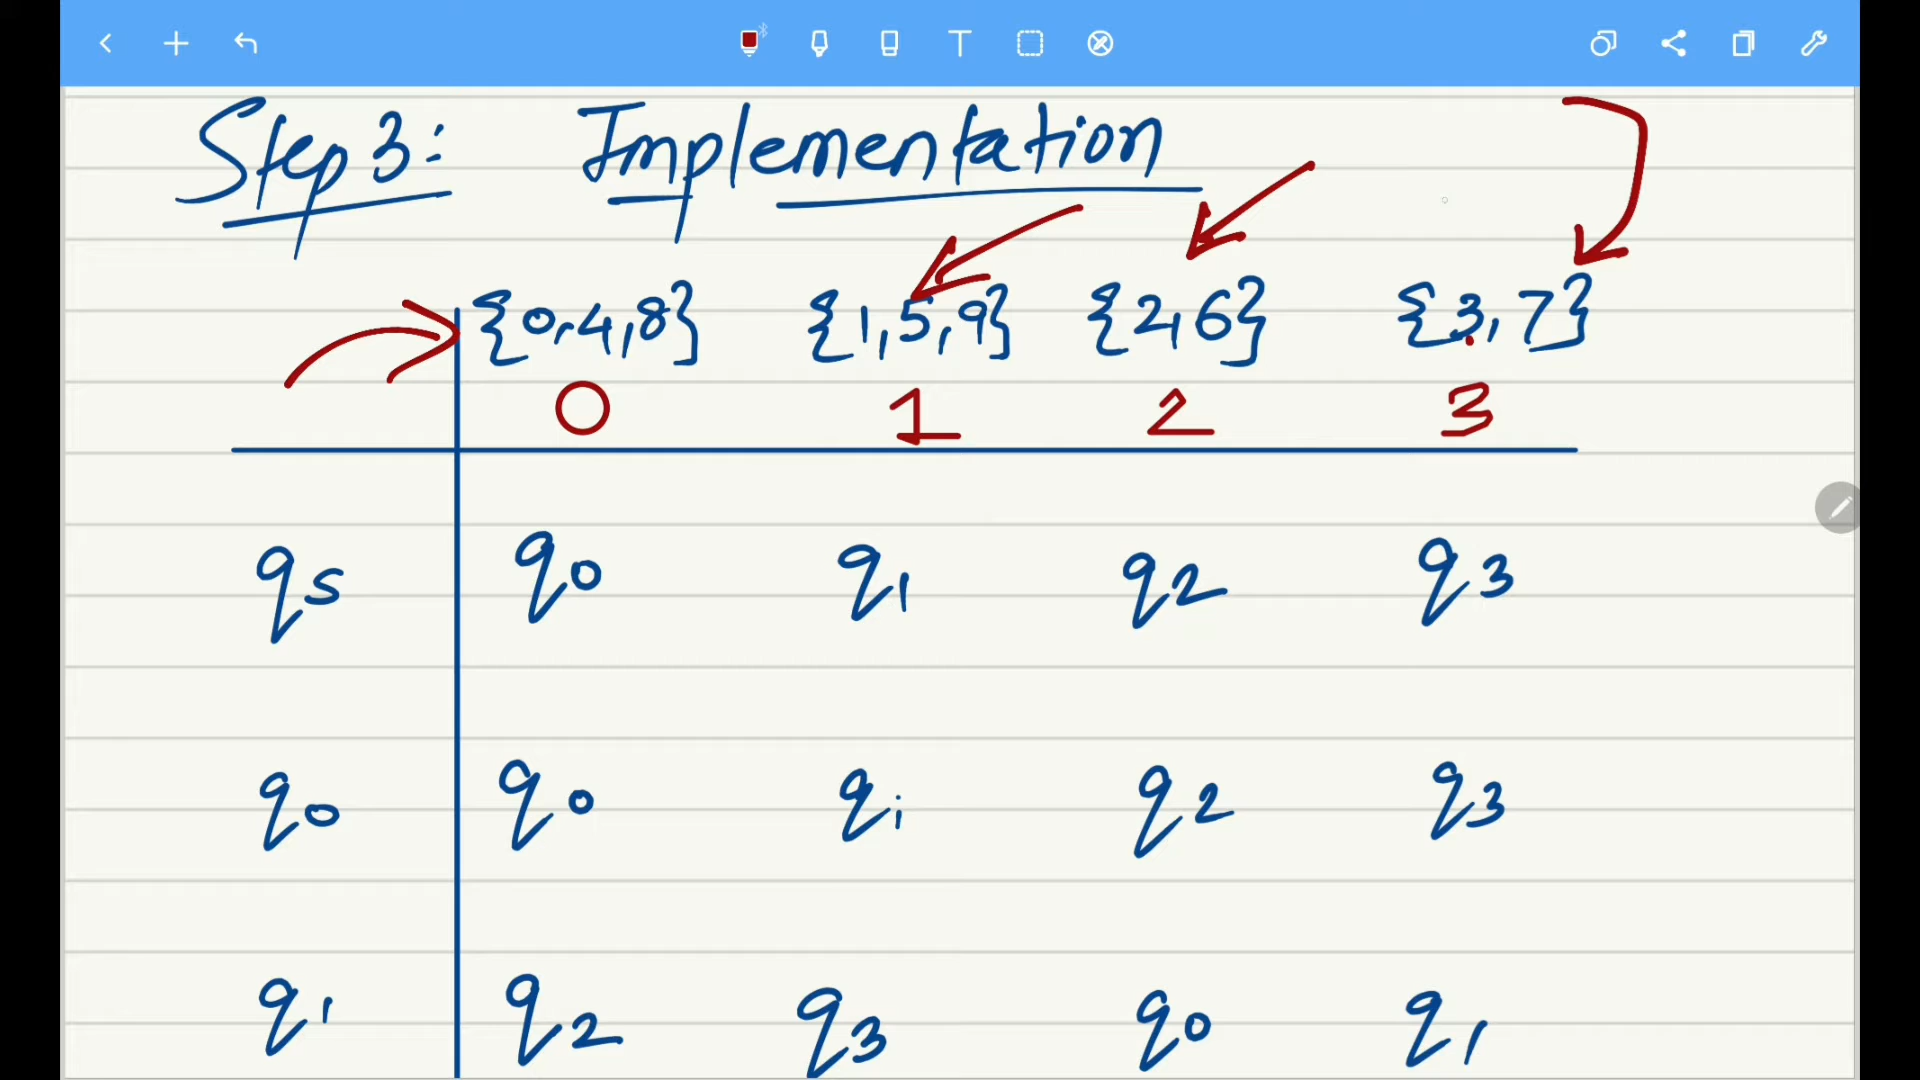 Step 3: Implementation
{0,4,8} {1,5,9} {2,6} {3,7}
0 1 2 3
qs q0 q1 q2 q3
q0 q0 q1 q2 q3
q1 q2 q3 q0 q1